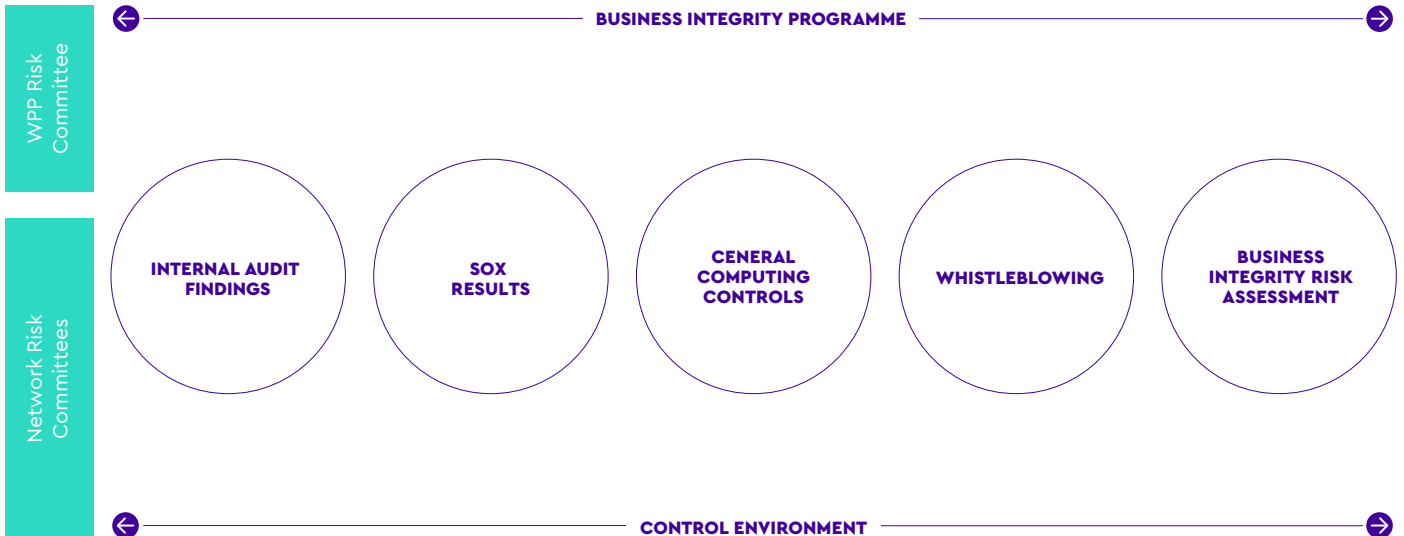 WPP Risk
Committee
BUSINESS INTEGRITY PROGRAMME
Network Risk
Committees
INTERNAL AUDIT
FINDINGS
SOX
RESULTS
CENERAL
COMPUTING
CONTROLS
WHISTLEBLOWING
BUSINESS
INTEGRITY RISK
ASSESSMENT
CONTROL ENVIRONMENT